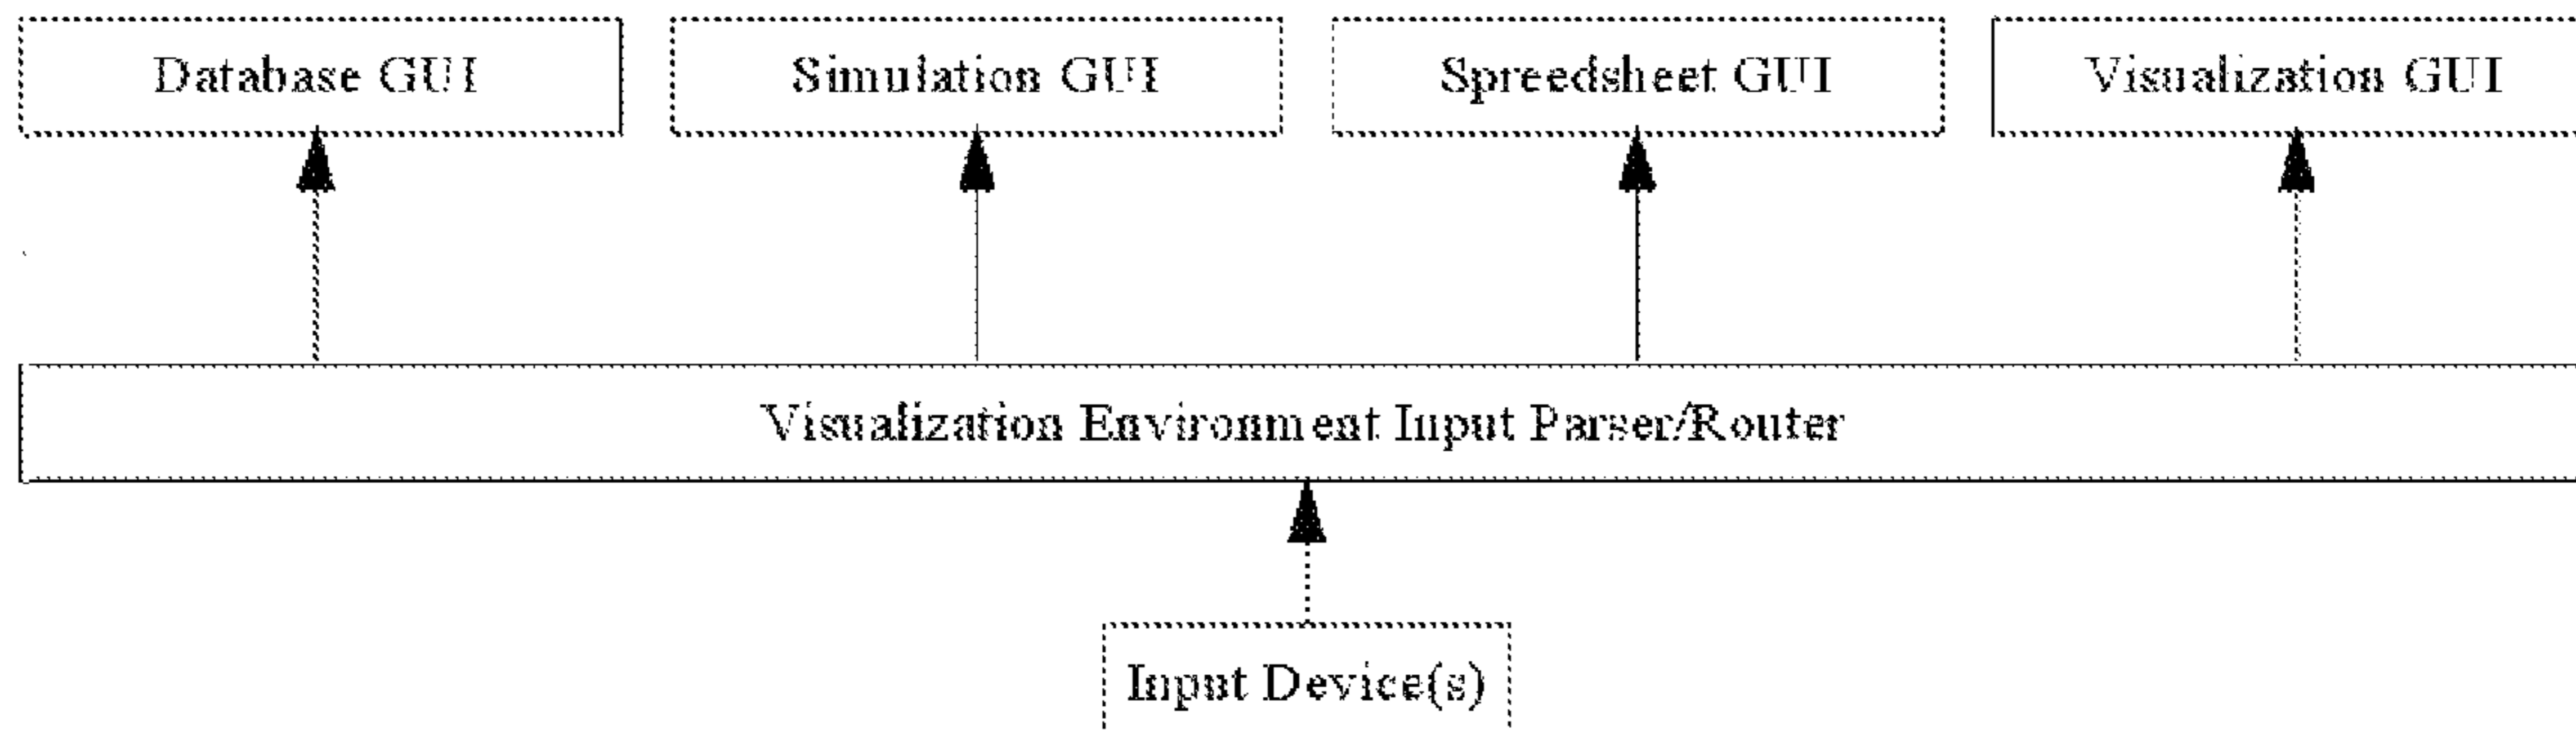 Database GUI
Simulation GUI
Spreedsheet GUI
Visualization GUI
Visualization Environment Input Parser/Router
Input Device(s)